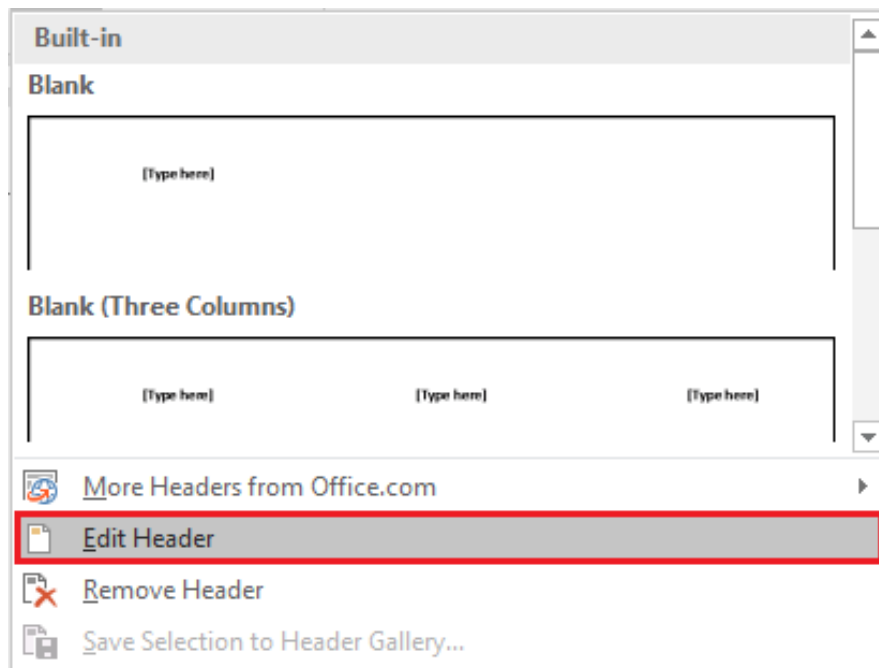 Built-in
Blank
[Type here]
Blank (Three Columns)
[Type here] [Type here] [Type here]
More Headers from Office.com
Edit Header
Remove Header
Save Selection to Header Gallery...